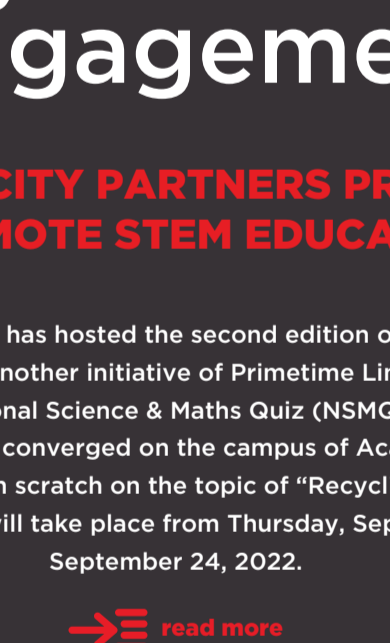 gageme
CITY PARTNERS PR
MOTE STEM EDUCA
has hosted the second edition o
nother initiative of Primetime Li
onal Science & Maths Quiz (NSMQ
converged on the campus of Aca
n scratch on the topic of “Recycl
ill take place from Thursday, Sep
September 24, 2022.
read more